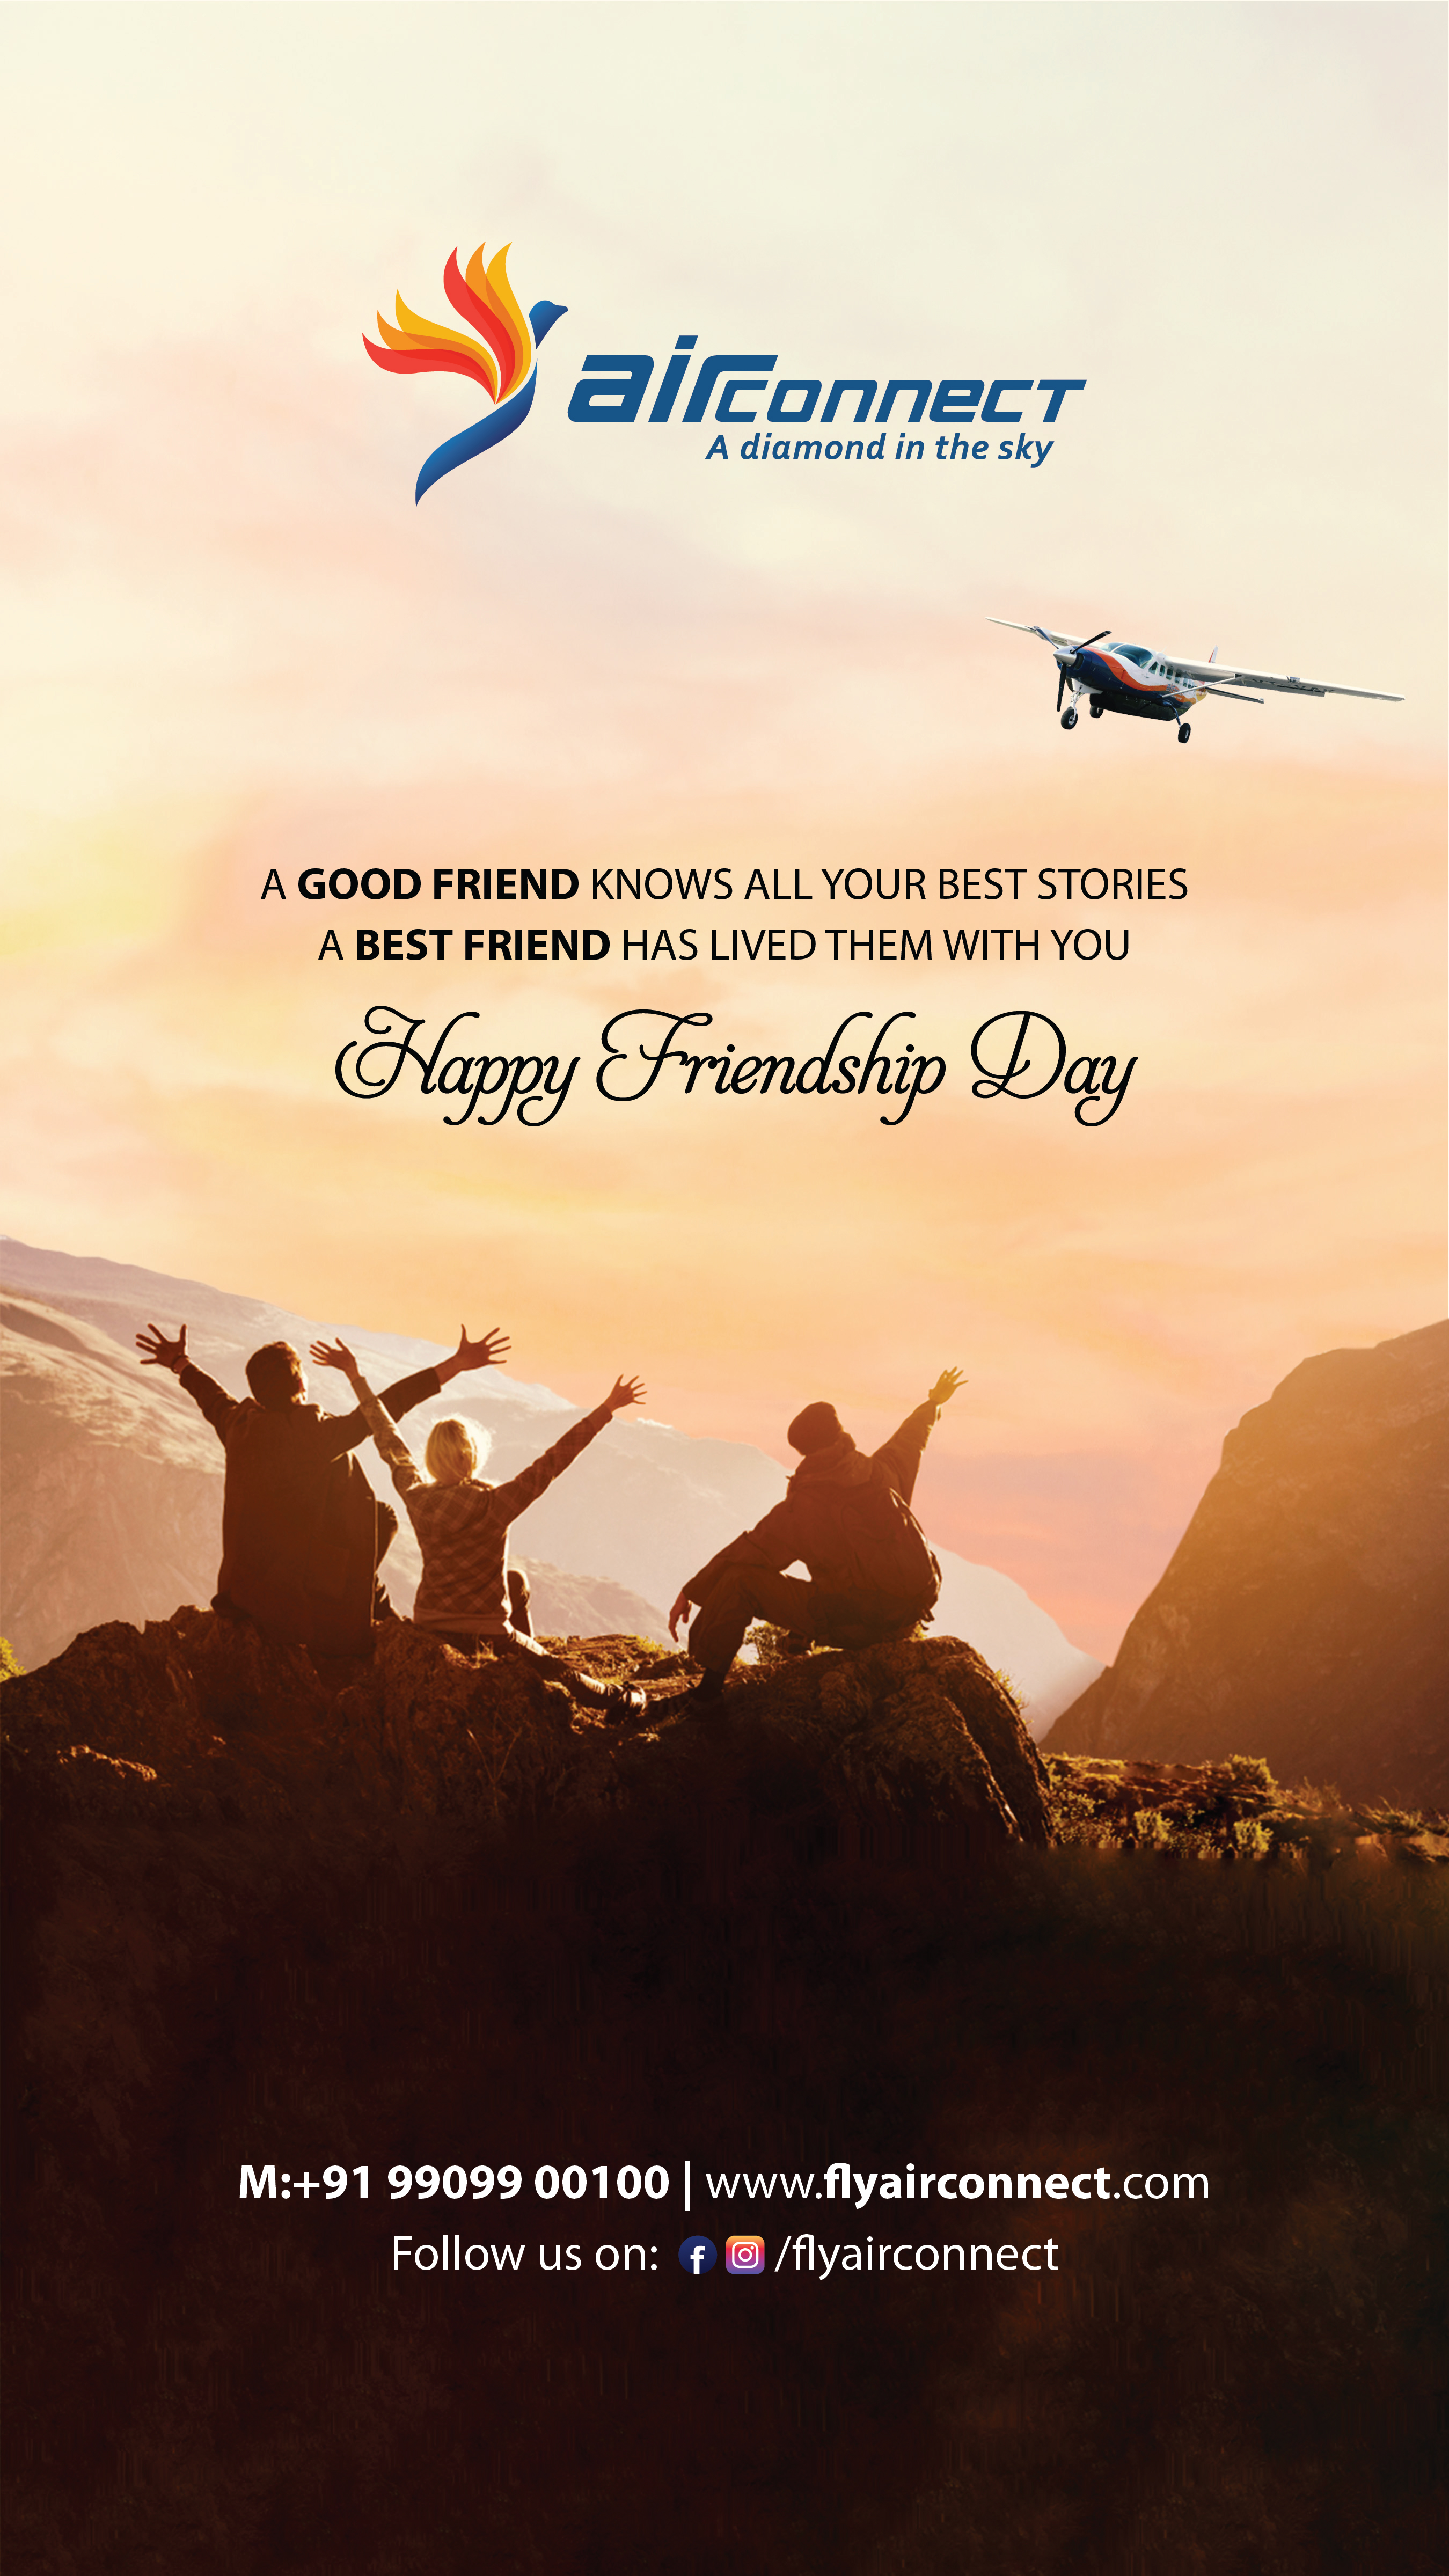 airconnect
A diamond in the sky
A GOOD FRIEND KNOWS ALL YOUR BEST STORIES
A BEST FRIEND HAS LIVED THEM WITH YOU
Happy Friendship Day
M:+91 99099 00100 | www.flyairconnect.com
Follow us on: /flyairconnect